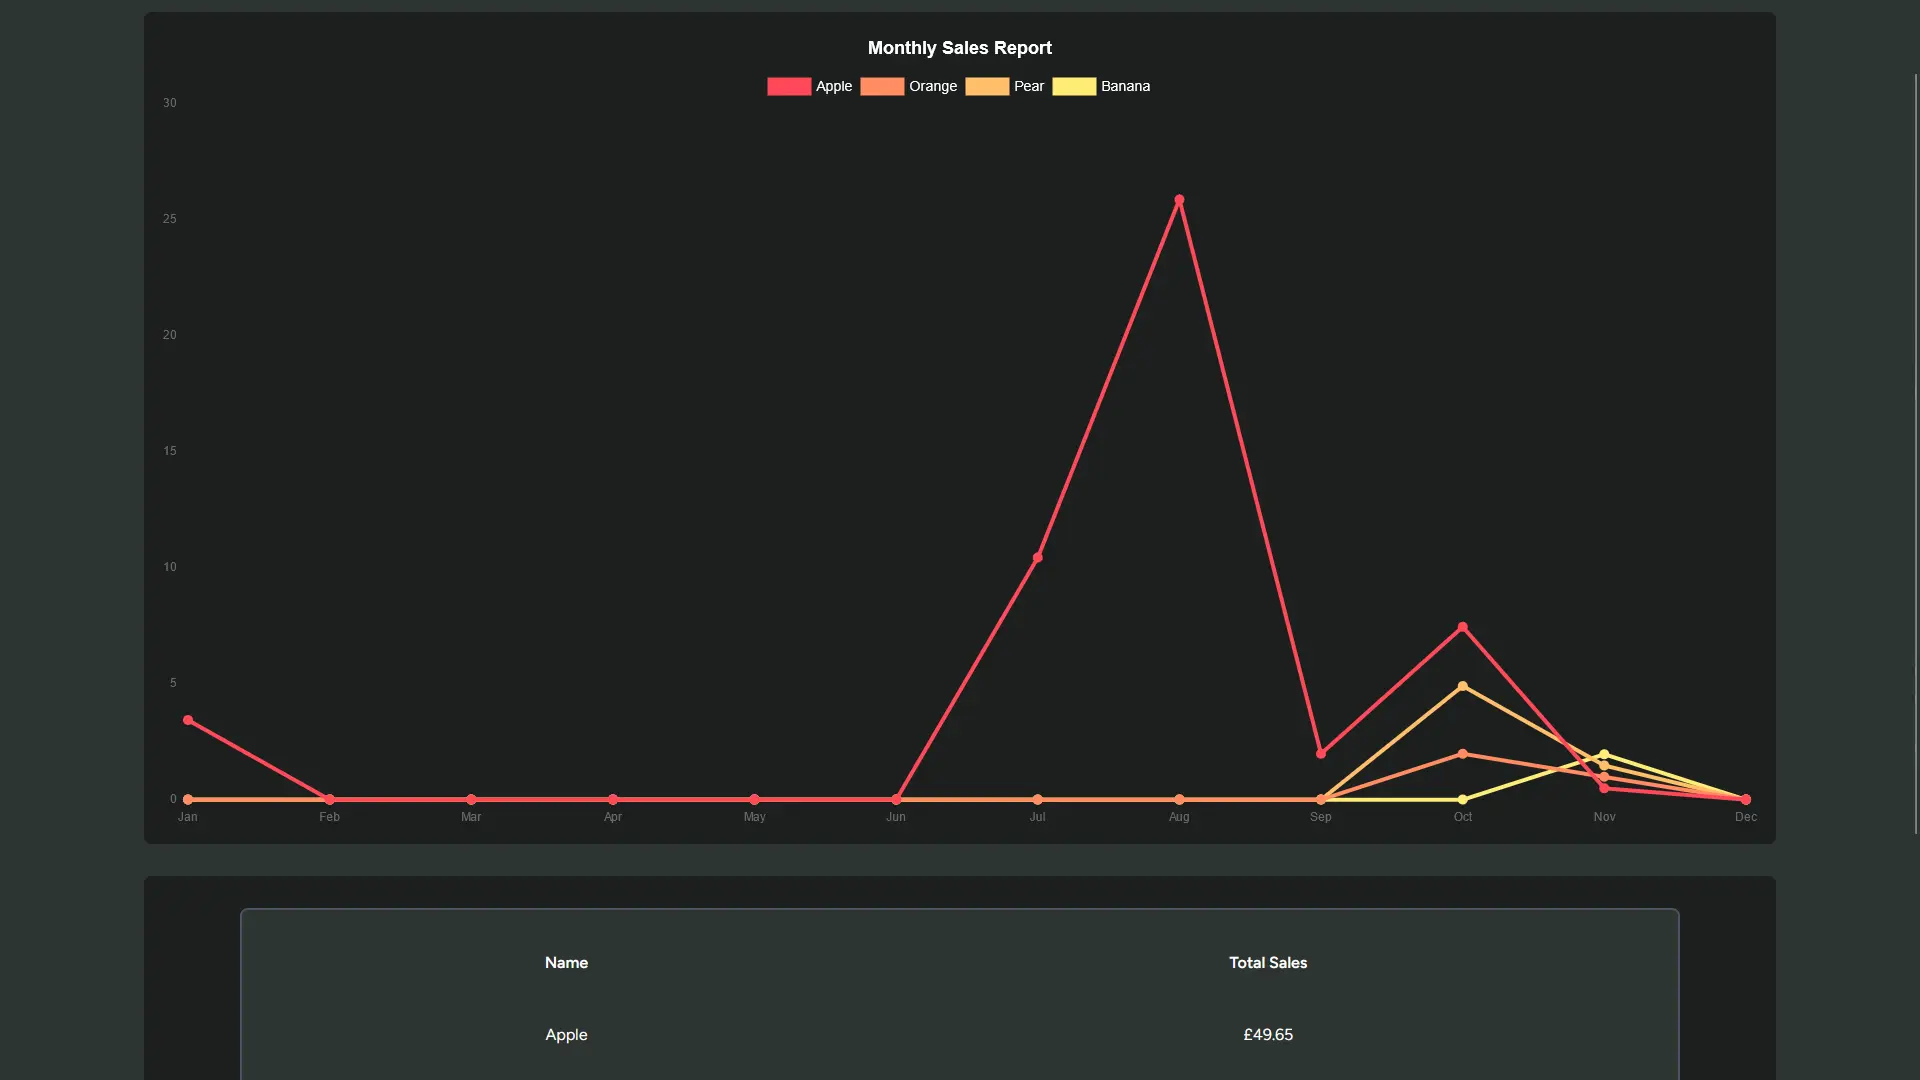 Monthly Sales Report
Apple Orange Pear Banana
30
25
20
15
10
5
0
Jan Feb Mar Apr May Jun Jul Aug Sep Oct Nov Dec
Name Total Sales
Apple £49.65